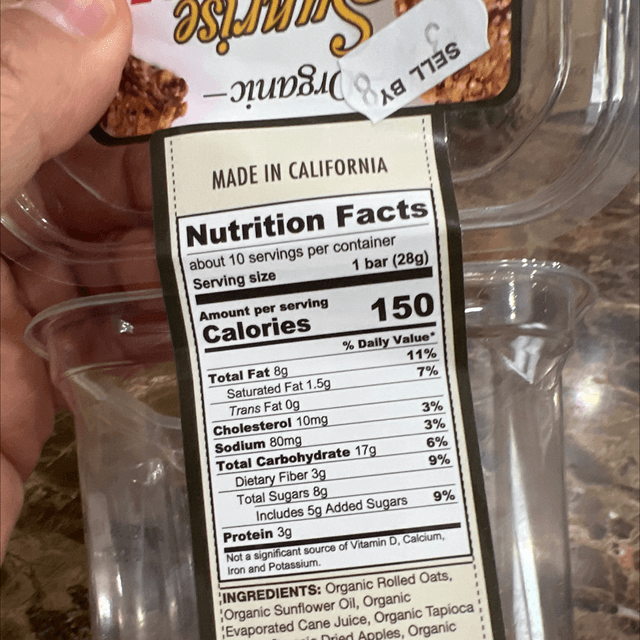 Sunrise
Organic
SELL BY
MADE IN CALIFORNIA
Nutrition Facts
about 10 servings per container
Serving size 1 bar (28g)
Amount per serving
Calories 150
% Daily Value*
Total Fat 8g 11%
Saturated Fat 1.5g 7%
Trans Fat 0g
Cholesterol 10mg 3%
Sodium 80mg 3%
Total Carbohydrate 17g 6%
Dietary Fiber 3g 9%
Total Sugars 8g
Includes 5g Added Sugars 9%
Protein 3g
Not a significant source of Vitamin D, Calcium,
Iron and Potassium.
INGREDIENTS: Organic Rolled Oats,
Organic Sunflower Oil, Organic
Evaporated Cane Juice, Organic Tapioca
Dried Apples, Organic